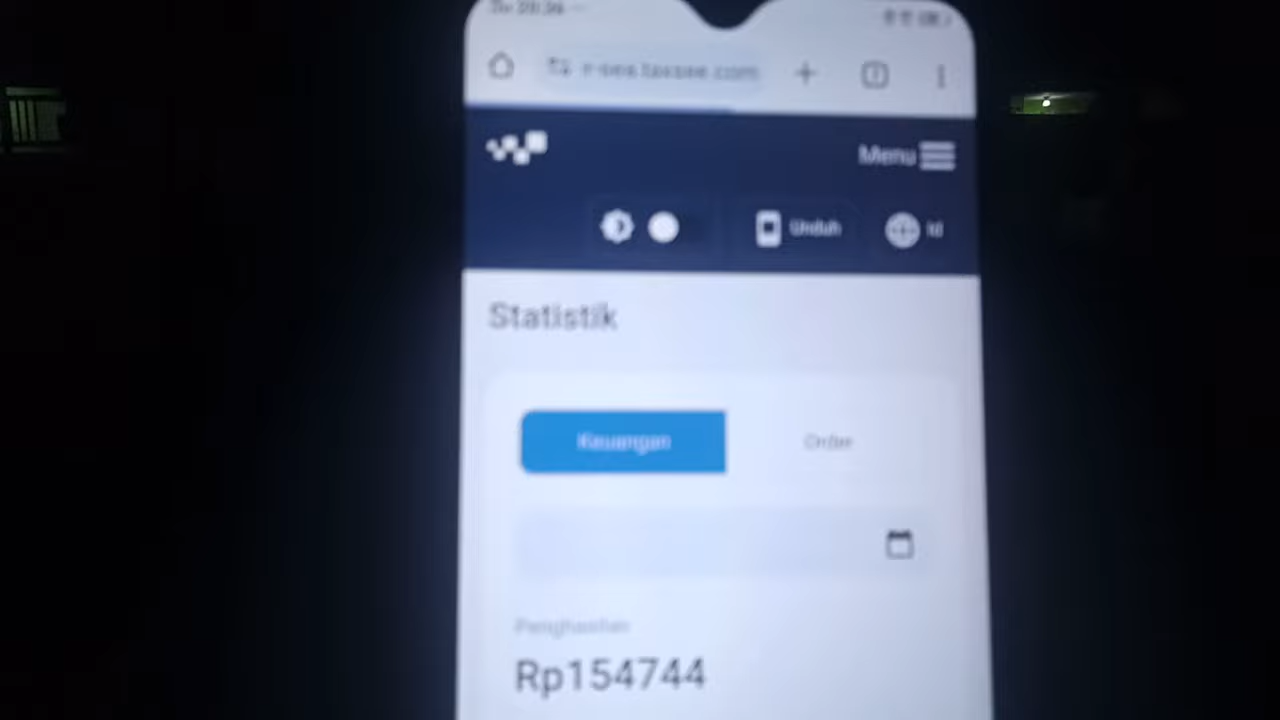 Menu
Unduh
Id
Statistik
Keuangan
Order
Penghasilan
Rp154744